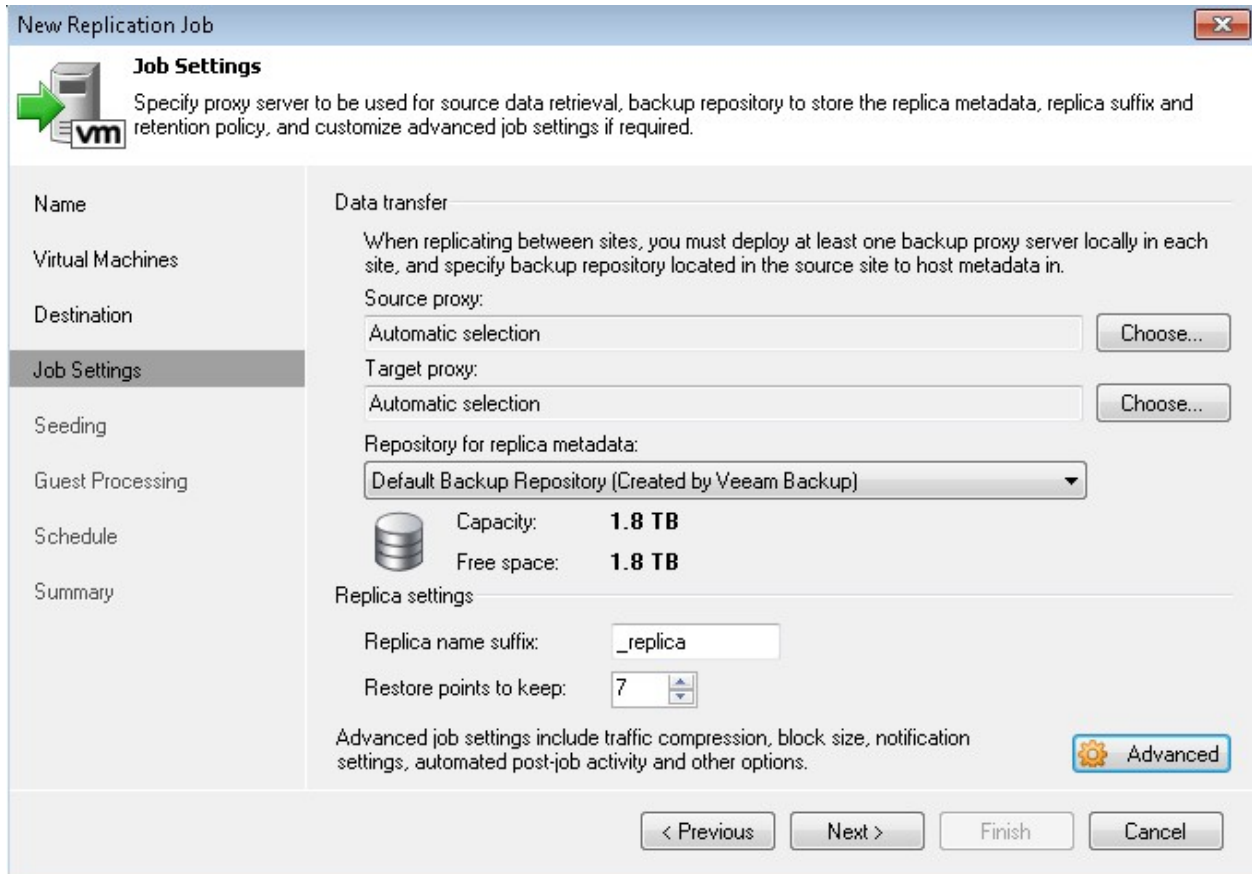 New Replication Job
Job Settings
Specify proxy server to be used for source data retrieval, backup repository to store the replica metadata, replica suffix and
retention policy, and customize advanced job settings if required.
vm
Name
Virtual Machines
Destination
Job Settings
Seeding
Guest Processing
Schedule
Summary
Data transfer
When replicating between sites, you must deploy at least one backup proxy server locally in each
site, and specify backup repository located in the source site to host metadata in.
Source proxy:
Automatic selection
Choose...
Target proxy:
Automatic selection
Choose...
Repository for replica metadata:
Default Backup Repository (Created by Veeam Backup)
Capacity: 1.8 TB
Free space: 1.8 TB
Replica settings
Replica name suffix: _replica
Restore points to keep: 7
Advanced job settings include traffic compression, block size, notification
settings, automated post-job activity and other options.
Advanced
< Previous Next > Finish Cancel